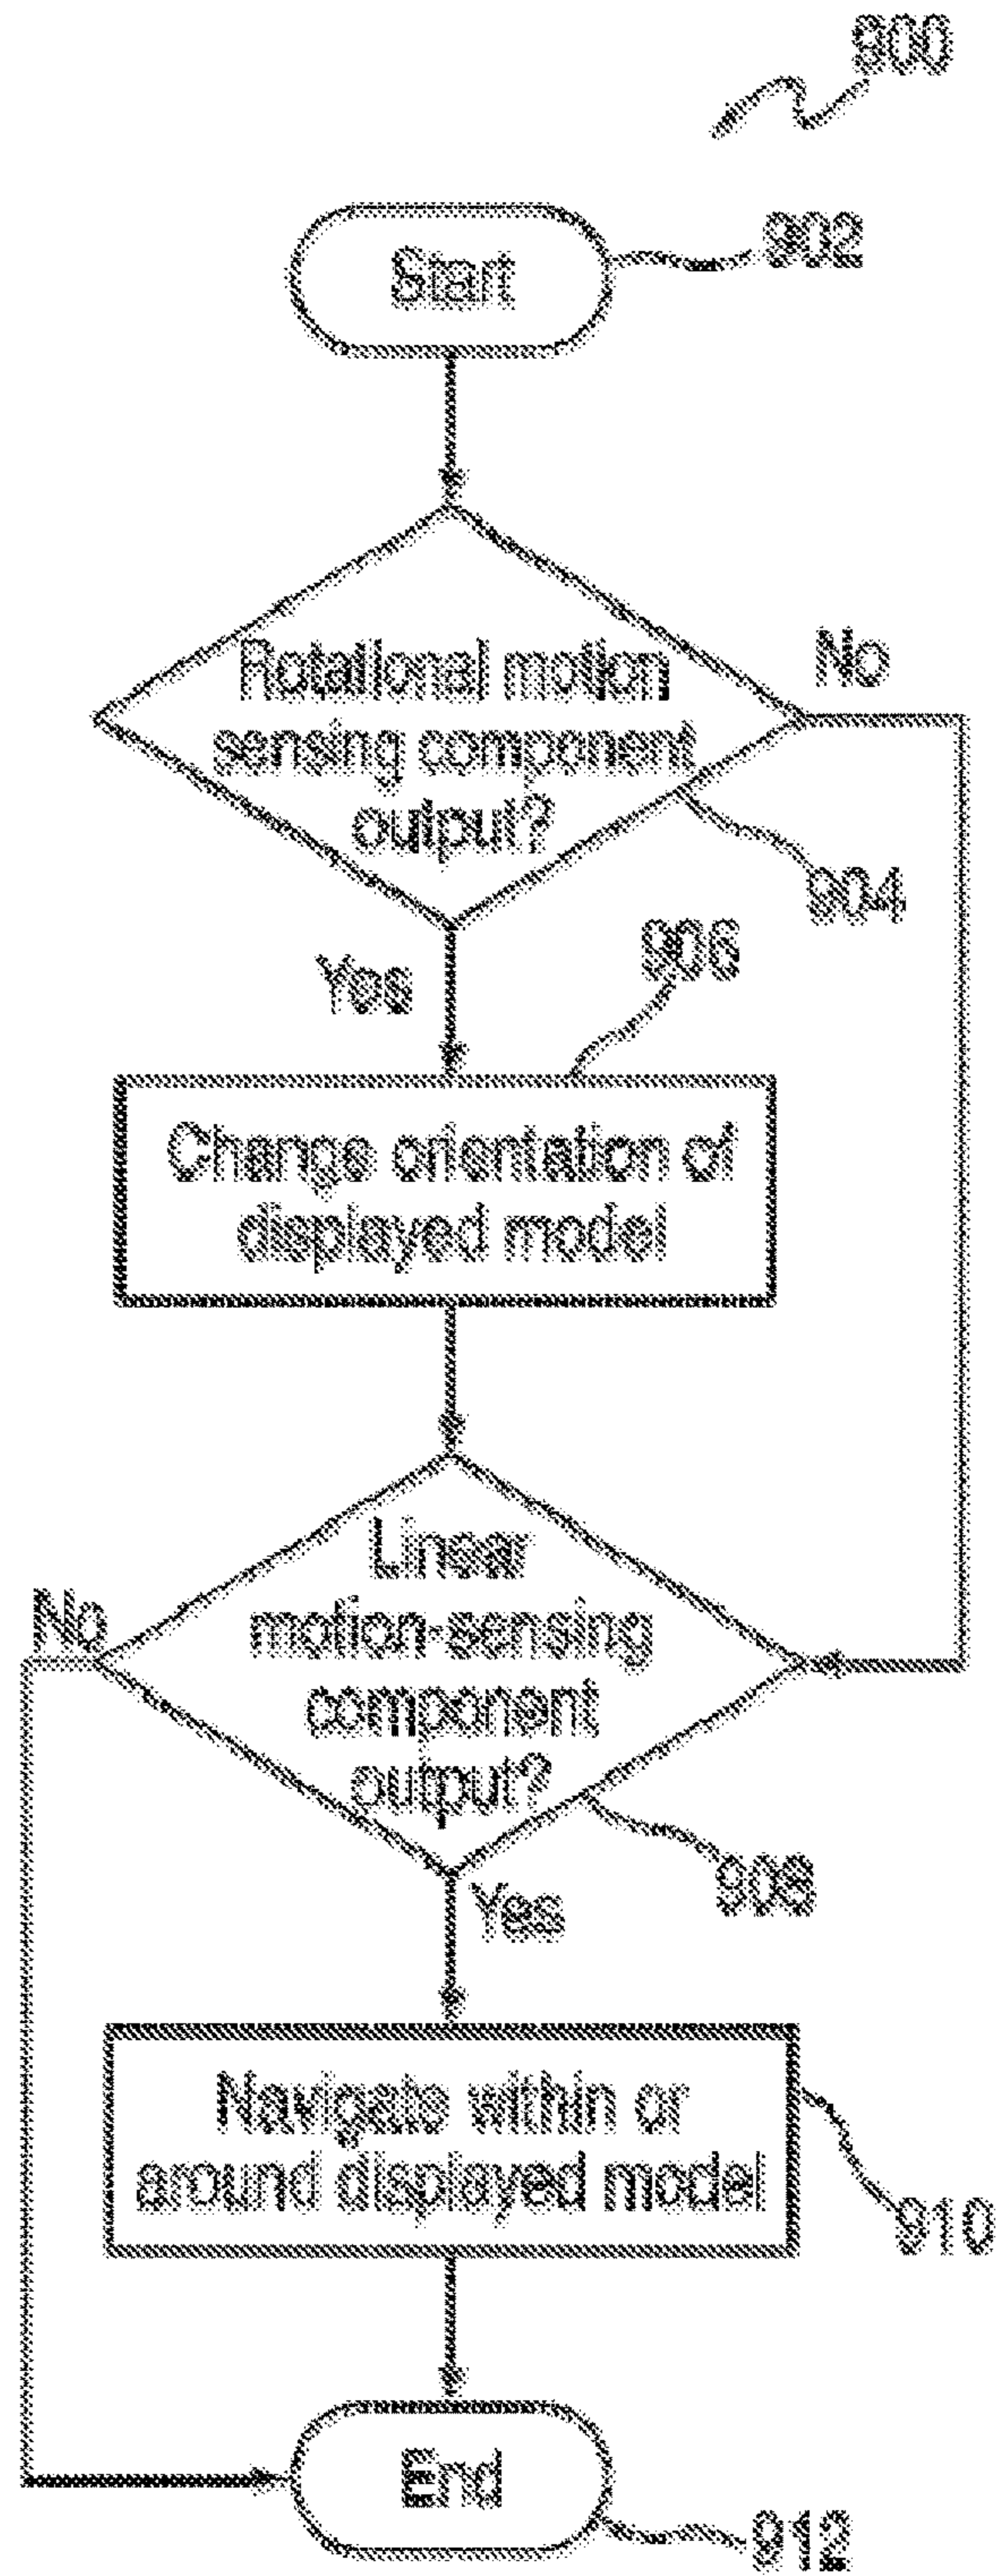 900
Start
902
Rotational motion
sensing component
output?
No
904
Yes
906
Change orientation of
displayed model
Linear
motion-sensing
component
output?
No
908
Yes
Navigate within or
around displayed model
910
End
912